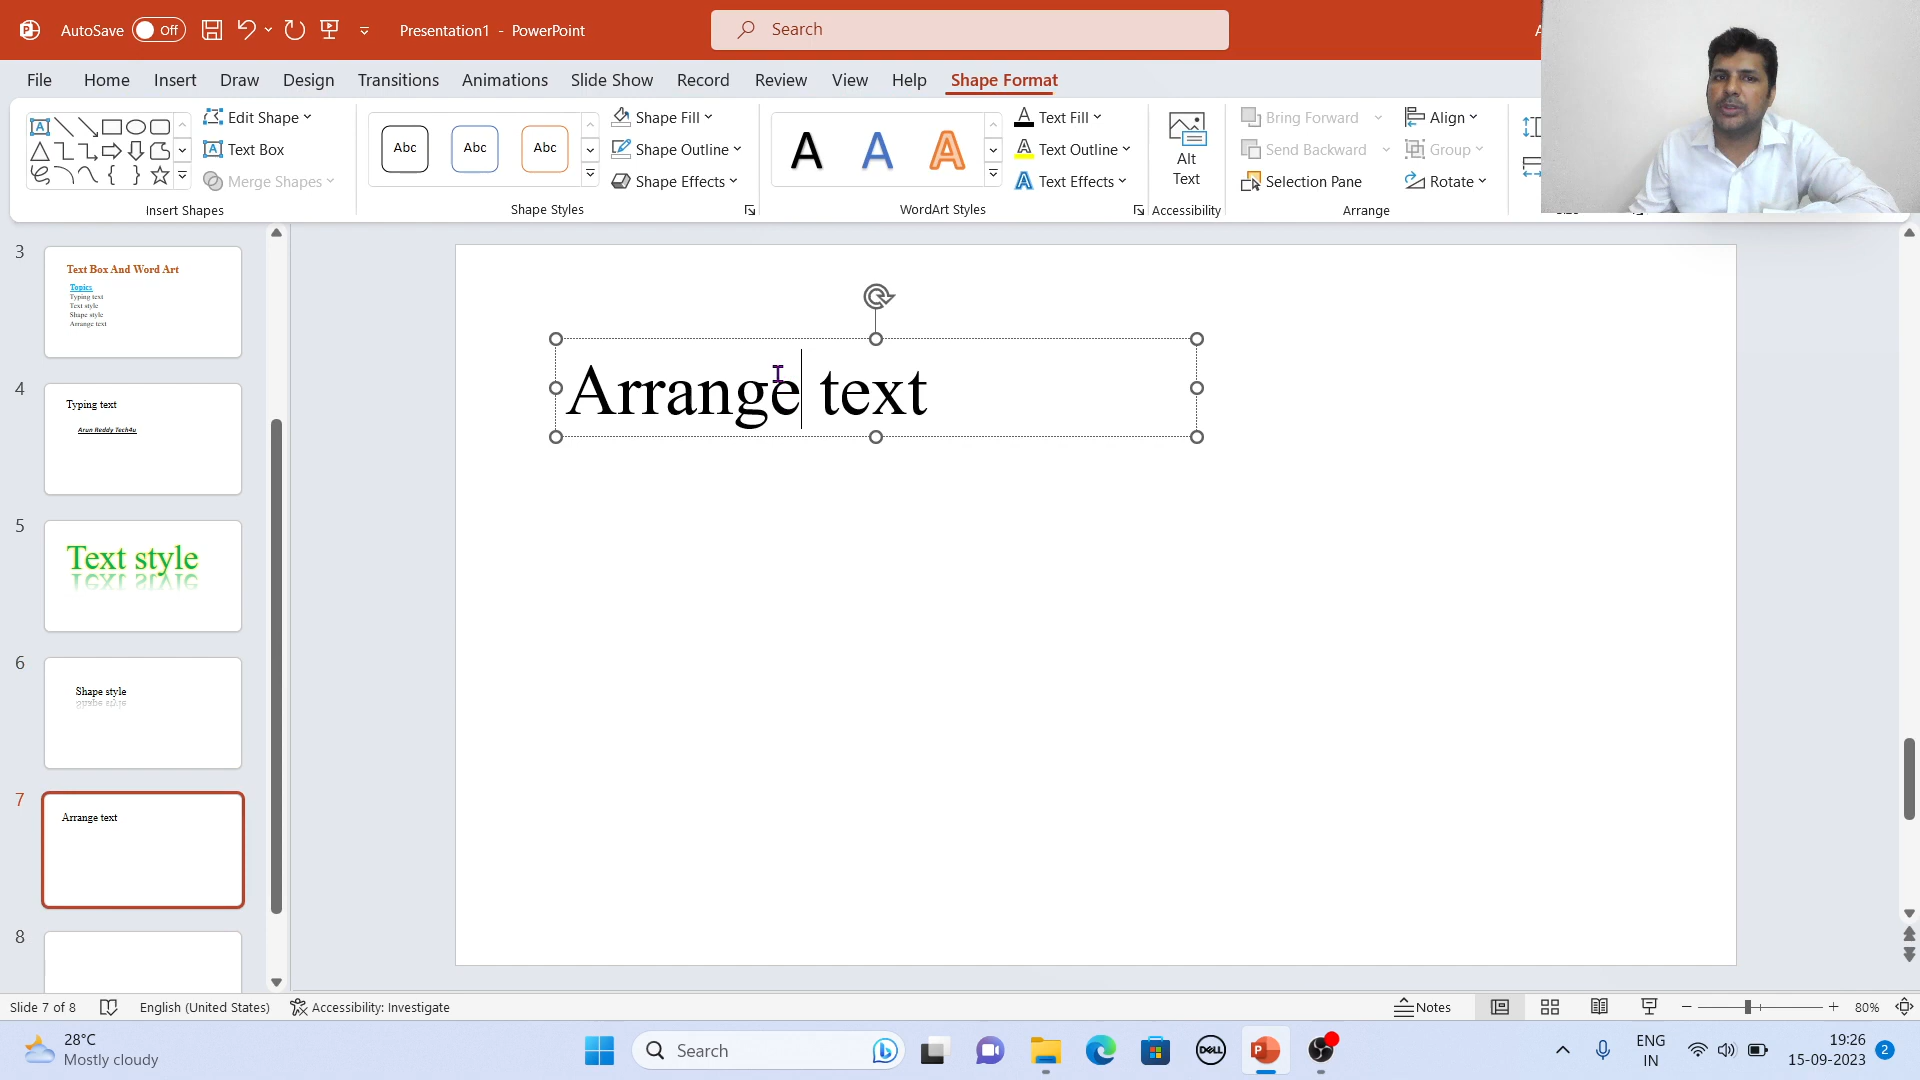 AutoSave Off Presentation1 - PowerPoint Search
File Home Insert Draw Design Transitions Animations Slide Show Record Review View Help Shape Format
Edit Shape
Text Box
Merge Shapes
Insert Shapes
Abc Abc Abc
Shape Fill
Shape Outline
Shape Effects
Shape Styles
A A A
Text Fill
Text Outline
Text Effects
WordArt Styles
Alt
Text
Accessibility
Bring Forward
Send Backward
Selection Pane
Align
Group
Rotate
Arrange
3
Text Box And Word Art
Topics
Typing text
Text style
Shape style
Arrange text
4
Typing text
Arun Reddy Tech4u
5
Text style
6
Shape style
7
Arrange text
8
Arrange text
Slide 7 of 8 English (United States) Accessibility: Investigate Notes 80%
28°C
Mostly cloudy
Search
DELL
ENG
IN
19:26
15-09-2023
2